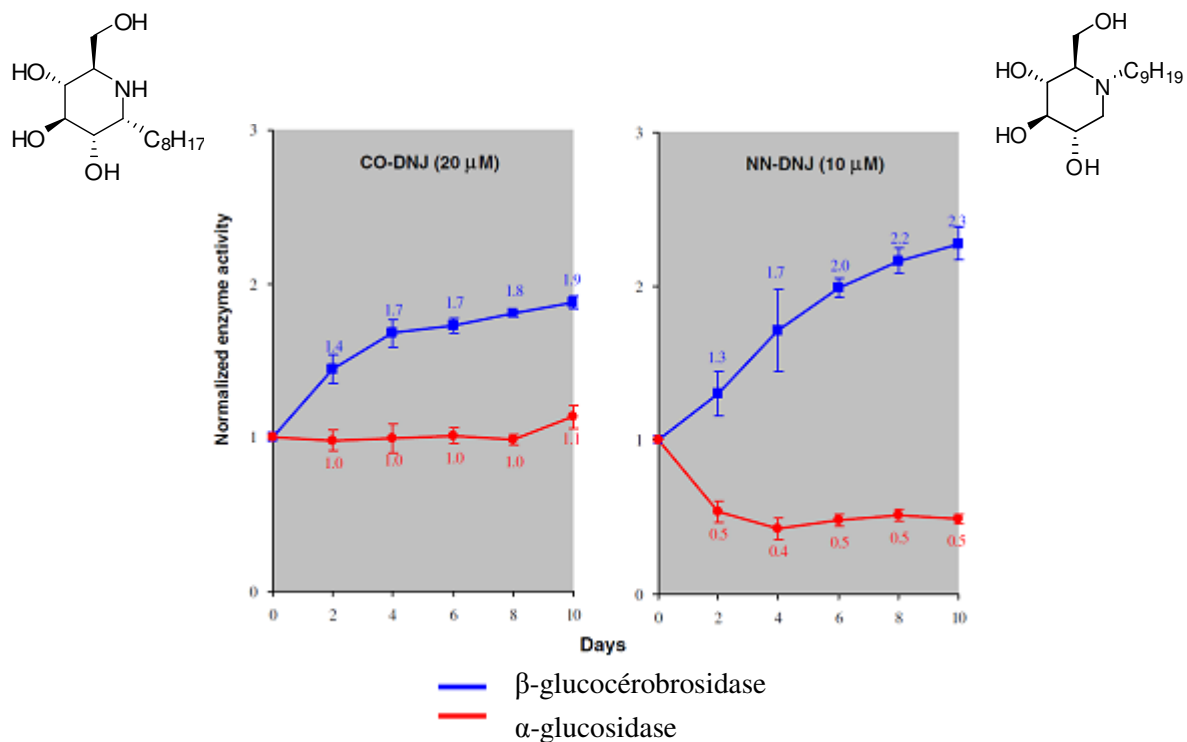 OH
HO
NH
HO
C8H17
OH
OH
HO
C9H19
N
HO
OH
Normalized enzyme activity
CO-DNJ (20 µM)
3
2
1
0
1.4
1.7
1.7
1.8
1.9
1.0
1.0
1.0
1.0
1.1
0 2 4 6 8 10
NN-DNJ (10 µM)
3
2
1
0
1.3
1.7
2.0
2.2
2.3
0.5
0.4
0.5
0.5
0.5
0 2 4 6 8 10
Days
β-glucocérobrosidase
α-glucosidase